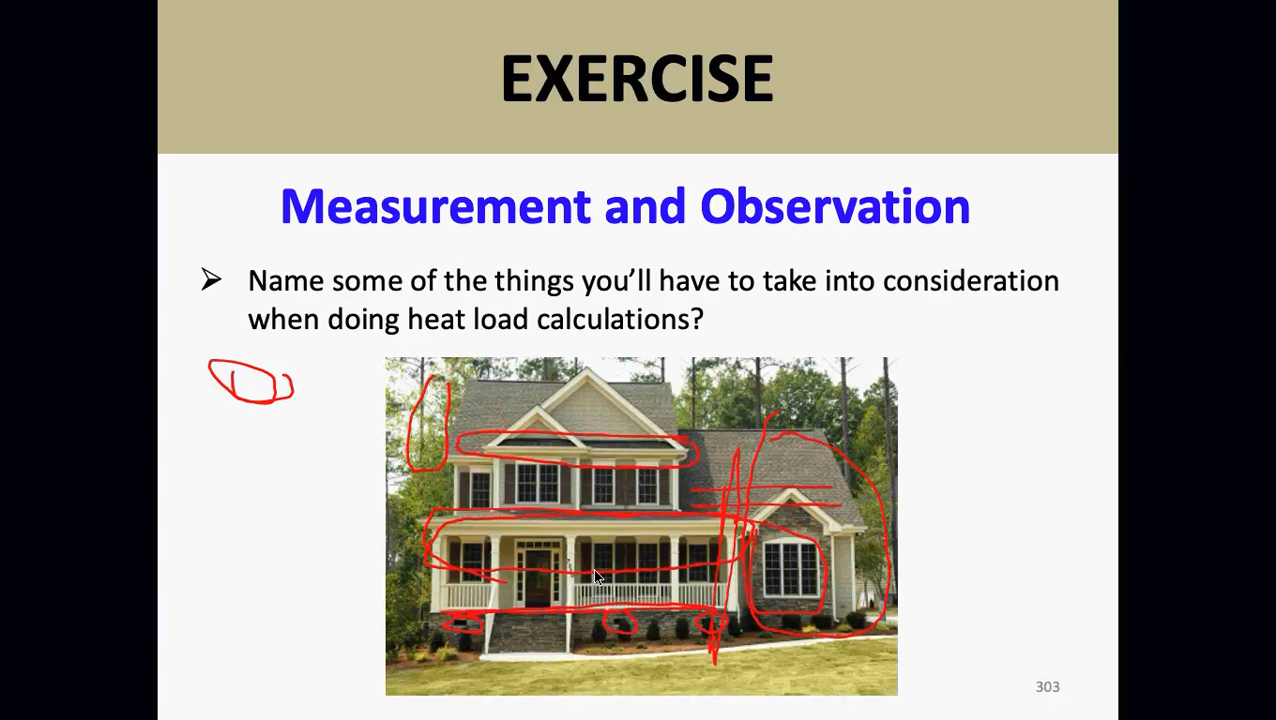 EXERCISE
Measurement and Observation
➢ Name some of the things you’ll have to take into consideration
when doing heat load calculations?
303